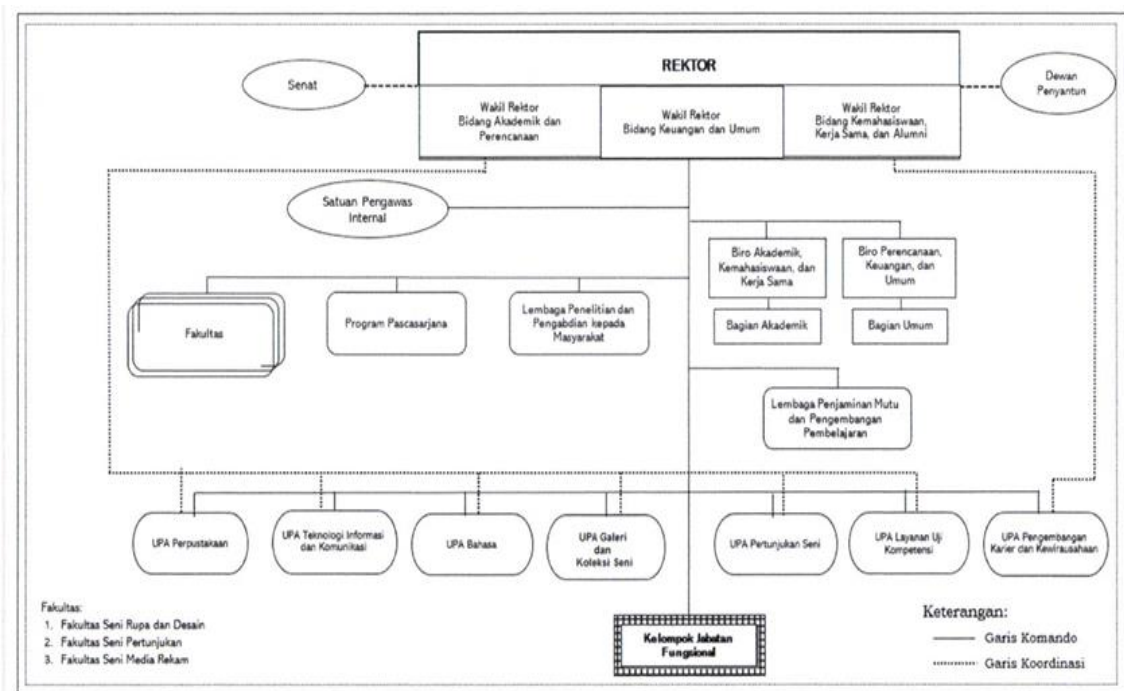 REKTOR
Senat
Dewan
Penyantun
Wakil Rektor
Bidang Akademik dan
Perencanaan
Wakil Rektor
Bidang Keuangan dan Umum
Wakil Rektor
Bidang Kemahasiswaan,
Kerja Sama, dan Alumni
Satuan Pengawas
Internal
Biro Akademik,
Kemahasiswaan, dan
Kerja Sama
Biro Perencanaan,
Keuangan, dan
Umum
Fakultas
Program Pascasarjana
Lembaga Penelitian dan
Pengabdian kepada
Masyarakat
Bagian Akademik
Bagian Umum
Lembaga Penjaminan Mutu
dan Pengembangan
Pembelajaran
UPA Perpustakaan
UPA Teknologi Informasi
dan Komunikasi
UPA Bahasa
UPA Galeri
dan
Koleksi Seni
UPA Pertunjukan Seni
UPA Layanan Uji
Kompetensi
UPA Pengembangan
Karier dan Kewirausahaan
Fakultas:
1. Fakultas Seni Rupa dan Desain
2. Fakultas Seni Pertunjukan
3. Fakultas Seni Media Rekam
Kelompok Jabatan
Fungsional
Keterangan:
Garis Komando
Garis Koordinasi